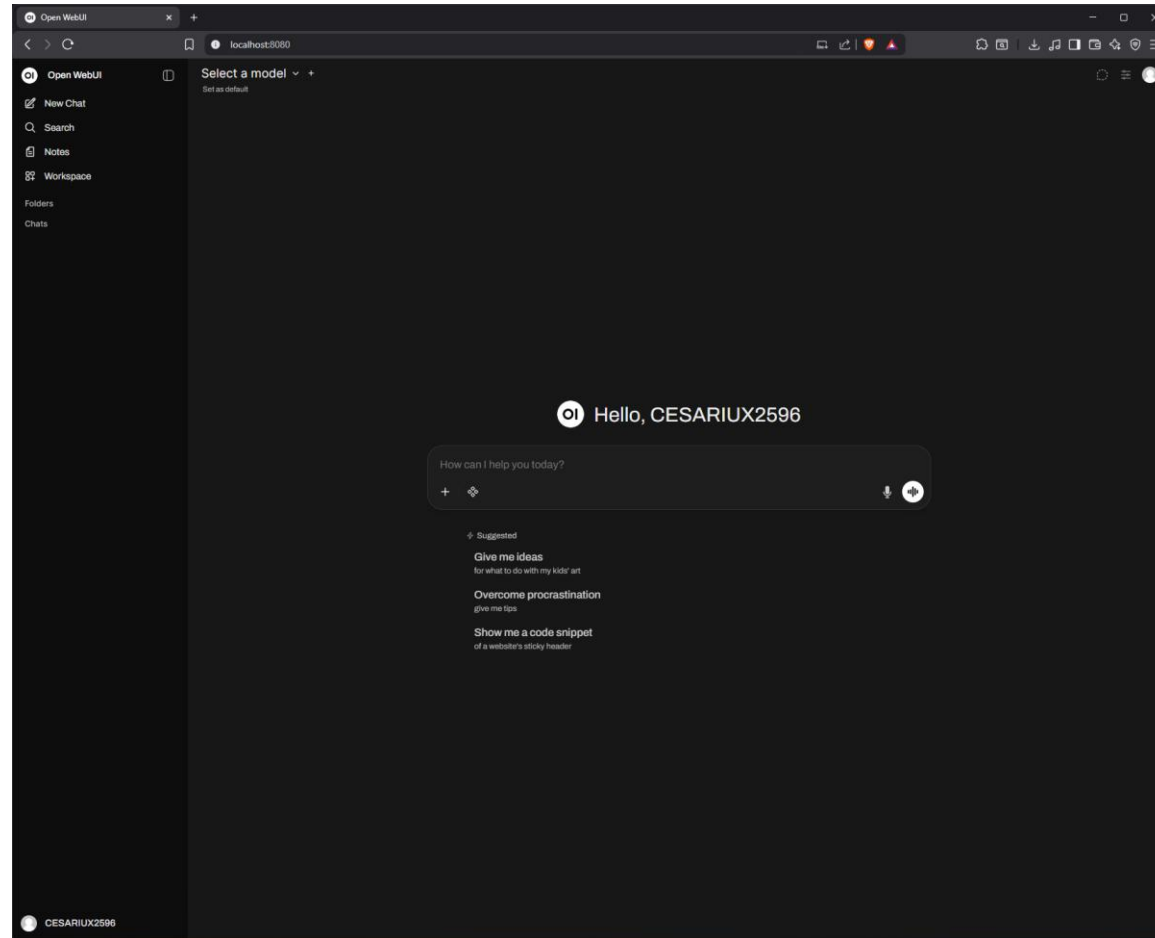 Open WebUI
localhost:8080
OI Open WebUI
New Chat
Search
Notes
Workspace
Folders
Chats
Select a model
Set as default
OI Hello, CESARIUX2596
How can I help you today?
Suggested
Give me ideas
for what to do with my kids' art
Overcome procrastination
give me tips
Show me a code snippet
of a website's sticky header
CESARIUX2596